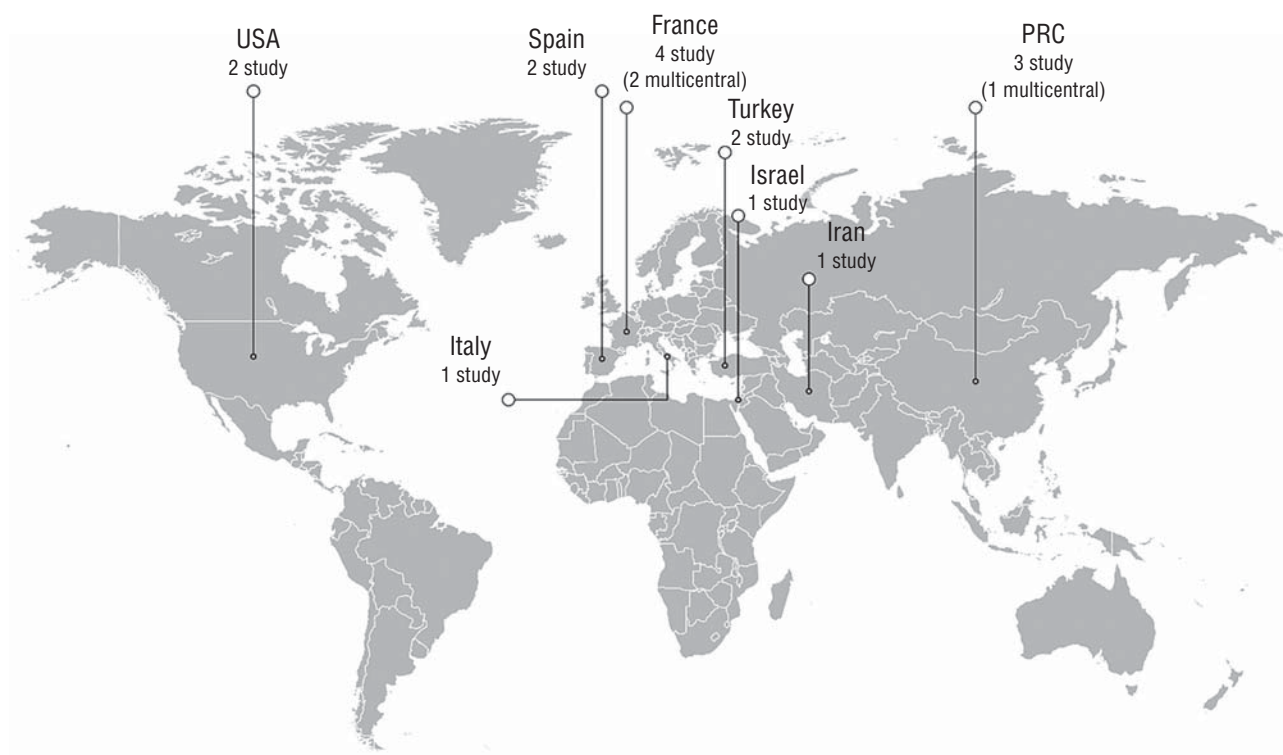 USA
2 study
Spain
2 study
France
4 study
(2 multicentral)
Turkey
2 study
Israel
1 study
Iran
1 study
PRC
3 study
(1 multicentral)
Italy
1 study